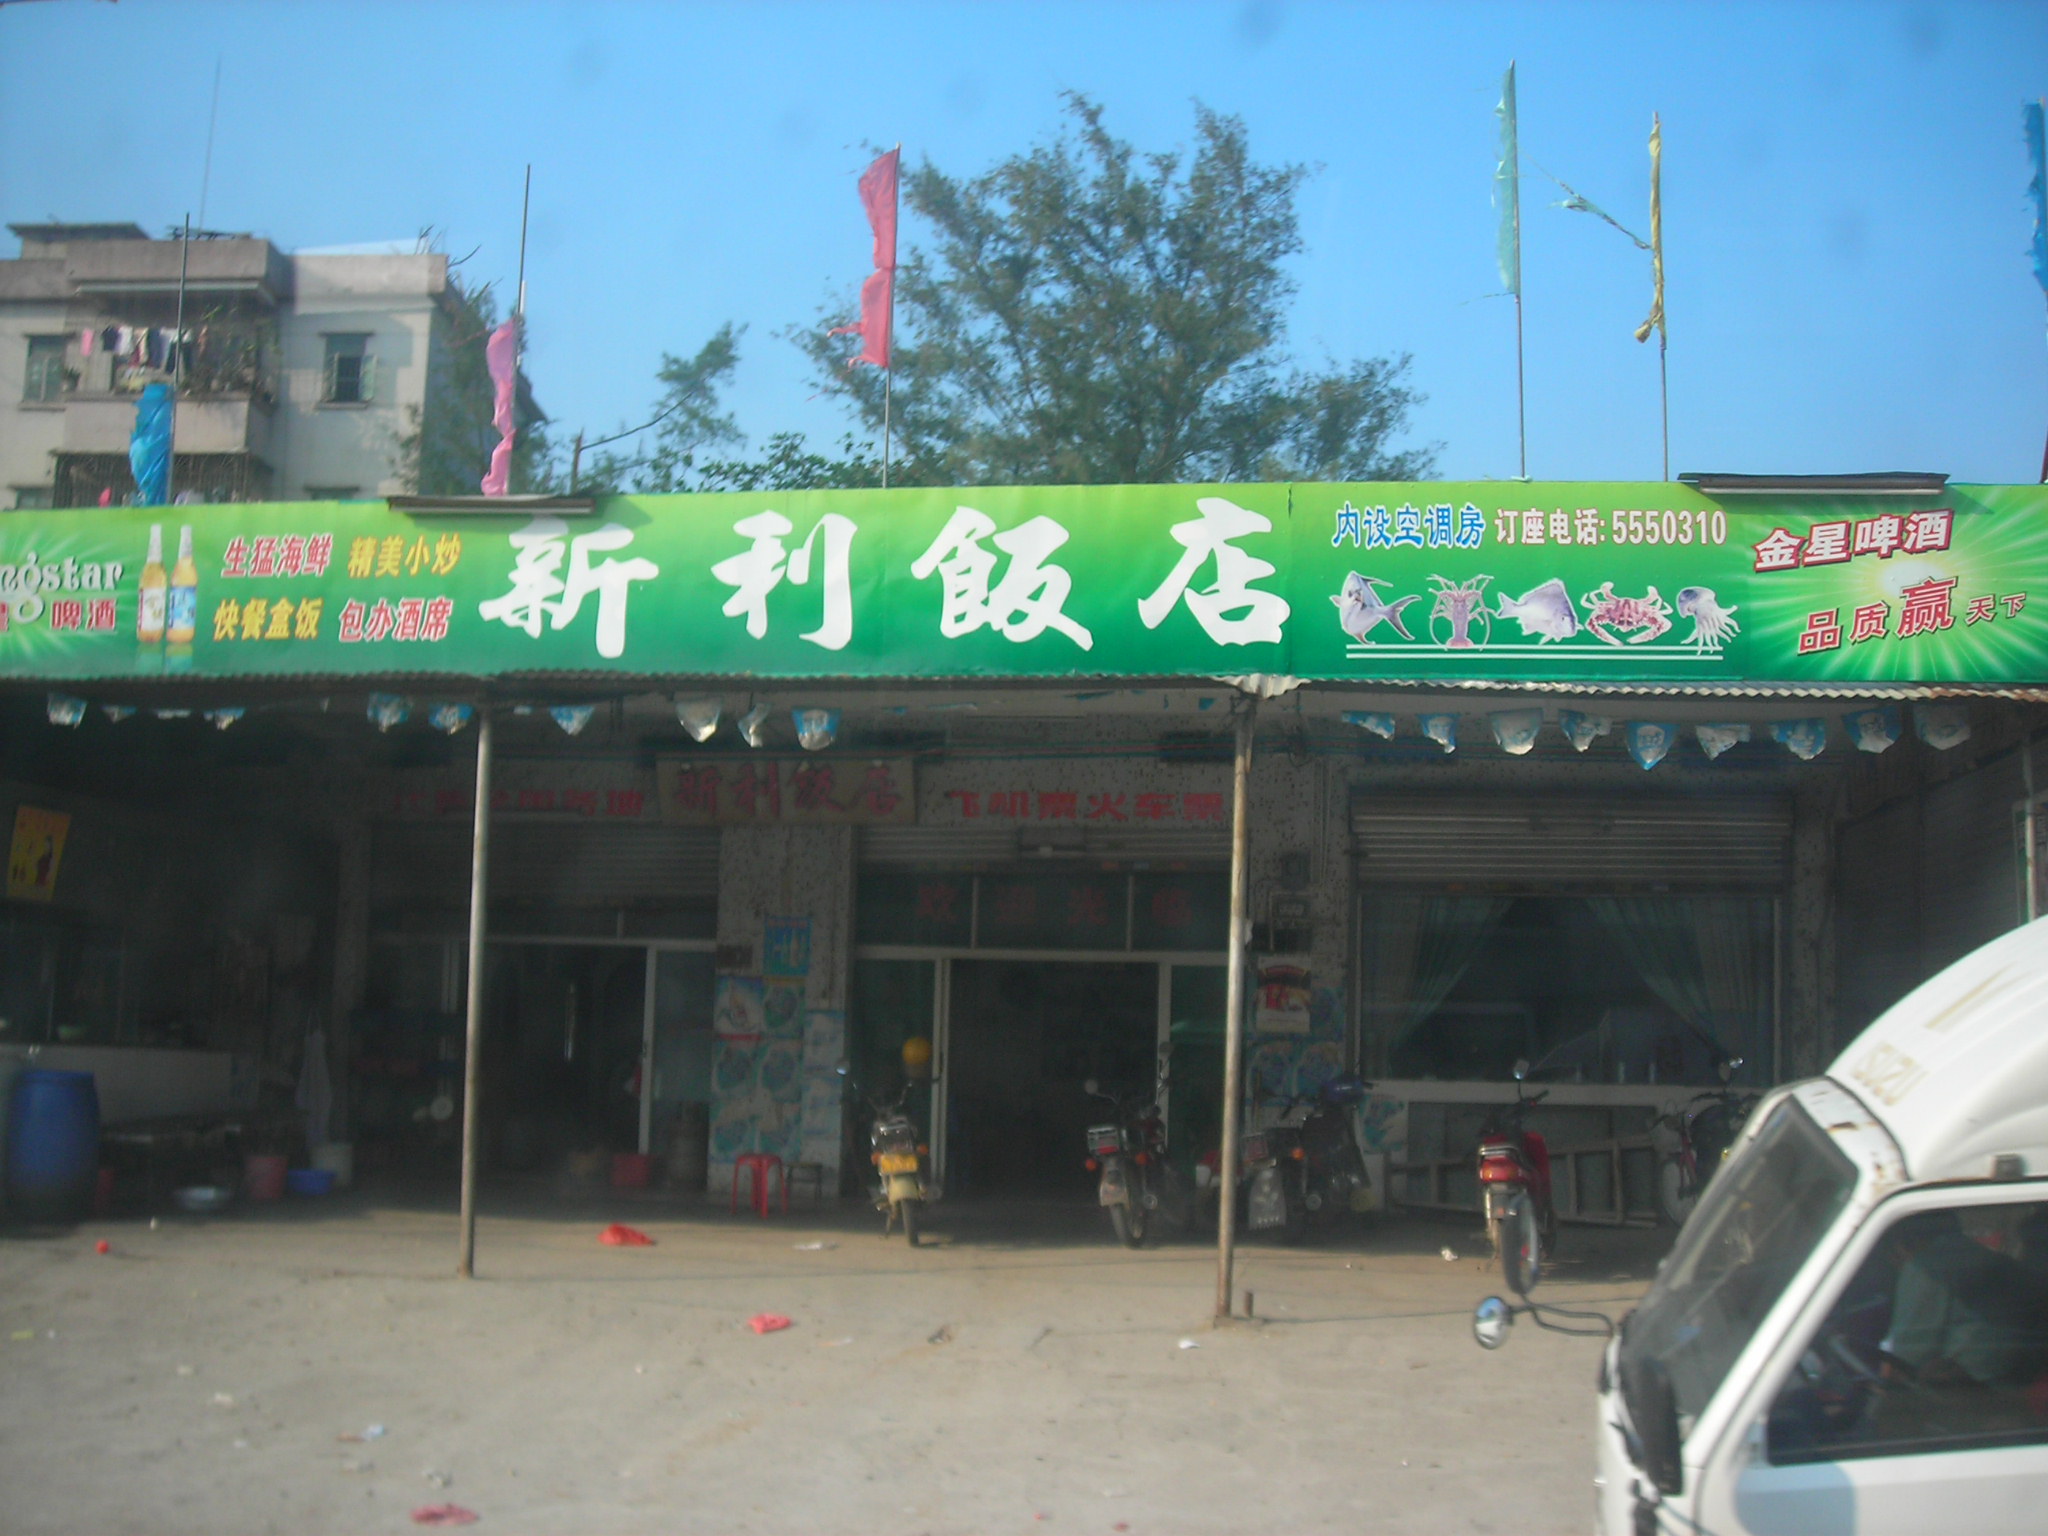 ngstar
啤酒
生猛海鲜 精美小炒
快餐盒饭 包办酒席
新利飯店
内设空调房 订座电话:5550310
金星啤酒
品质赢天下
新利饭店
飞机票火车票
ISUZU